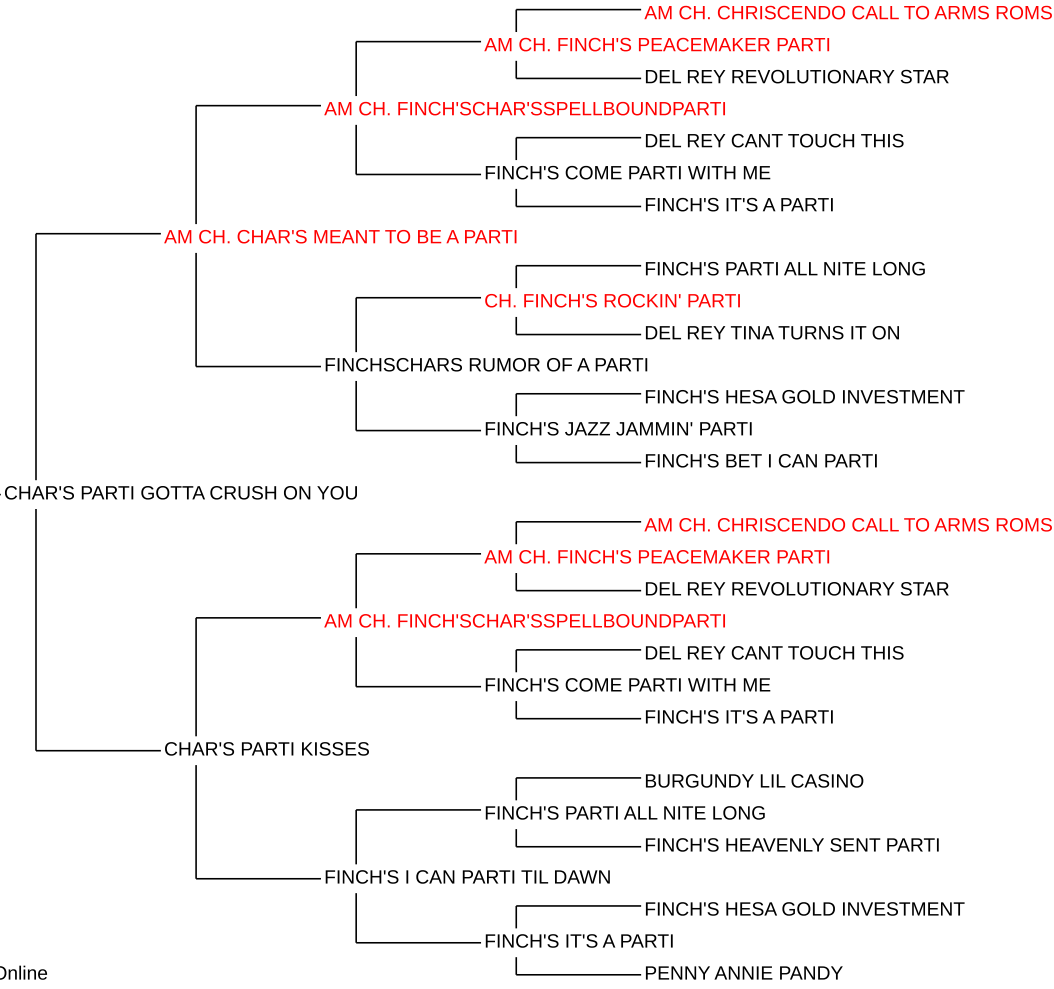 AM CH. CHRISCENDO CALL TO ARMS ROMS
AM CH. FINCH'S PEACEMAKER PARTI
DEL REY REVOLUTIONARY STAR
AM CH. FINCH'SCHAR'SSPELLBOUNDPARTI
DEL REY CANT TOUCH THIS
FINCH'S COME PARTI WITH ME
FINCH'S IT'S A PARTI
AM CH. CHAR'S MEANT TO BE A PARTI
FINCH'S PARTI ALL NITE LONG
CH. FINCH'S ROCKIN' PARTI
DEL REY TINA TURNS IT ON
FINCHSCHARS RUMOR OF A PARTI
FINCH'S HESA GOLD INVESTMENT
FINCH'S JAZZ JAMMIN' PARTI
FINCH'S BET I CAN PARTI
CHAR'S PARTI GOTTA CRUSH ON YOU
AM CH. CHRISCENDO CALL TO ARMS ROMS
AM CH. FINCH'S PEACEMAKER PARTI
DEL REY REVOLUTIONARY STAR
AM CH. FINCH'SCHAR'SSPELLBOUNDPARTI
DEL REY CANT TOUCH THIS
FINCH'S COME PARTI WITH ME
FINCH'S IT'S A PARTI
CHAR'S PARTI KISSES
BURGUNDY LIL CASINO
FINCH'S PARTI ALL NITE LONG
FINCH'S HEAVENLY SENT PARTI
FINCH'S I CAN PARTI TIL DAWN
FINCH'S HESA GOLD INVESTMENT
FINCH'S IT'S A PARTI
PENNY ANNIE PANDY
Online